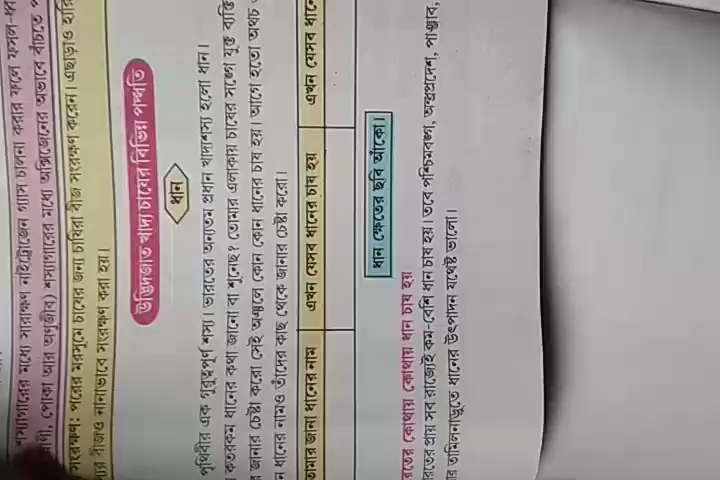 শস্যাগারের মধ্যে সারাক্ষণ নাইট্রোজেন গ্যাস চালনা করার ফলে ফসল-
পোকা আর অণুজীব) শস্যাগারের মধ্যে অক্সিজেনের অভাবে বাঁচতে
সংরক্ষণ: পরের মরসুমে চাষের জন্য চাষিরা বীজ সংরক্ষণ করেন। এছাড়াও
বীজও নানাভাবে সংরক্ষণ করা হয়।
উদ্ভিদজাত খাদ্য চাষের বিভিন্ন পদ্ধতি
ধান
পৃথিবীর এক গুরুত্বপূর্ণ শস্য। ভারতের অন্যতম প্রধান খাদ্যশস্য হলো ধান।
কতরকম ধানের কথা জানো বা শুনেছ? তোমার এলাকায় চাষের সঙ্গে যুক্ত ব্যক্তি
জানার চেষ্টা করো সেই অঞ্চলে কোন কোন ধানের চাষ হয়। আগে হতো অথচ
ধানের নামও তাঁদের কাছ থেকে জানার চেষ্টা করো।
তোমার জানা ধানের নাম এখন যেসব ধানের চাষ হয় এখন যেসব ধানে
ধান ক্ষেতের ছবি আঁকো।
রতের কোথায় কোথায় ধান চাষ হয়
রতের প্রায় সব রাজ্যেই কম-বেশি ধান চাষ হয়। তবে পশ্চিমবঙ্গ, অন্ধ্রপ্রদেশ, পাঞ্জাব,
র তামিলনাড়ুতে ধানের উৎপাদন যথেষ্ট ভালো।